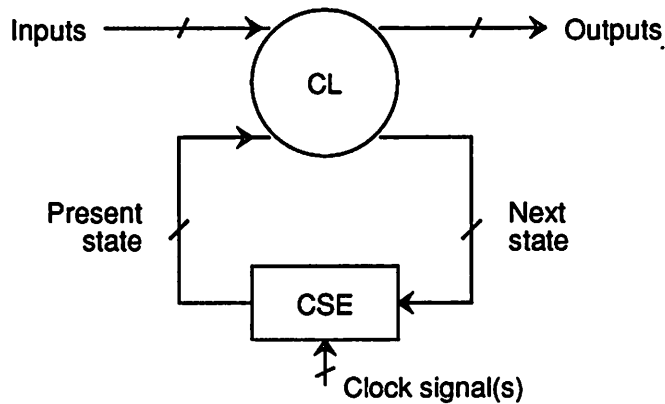 Inputs
Outputs
CL
Present
state
Next
state
CSE
Clock signal(s)